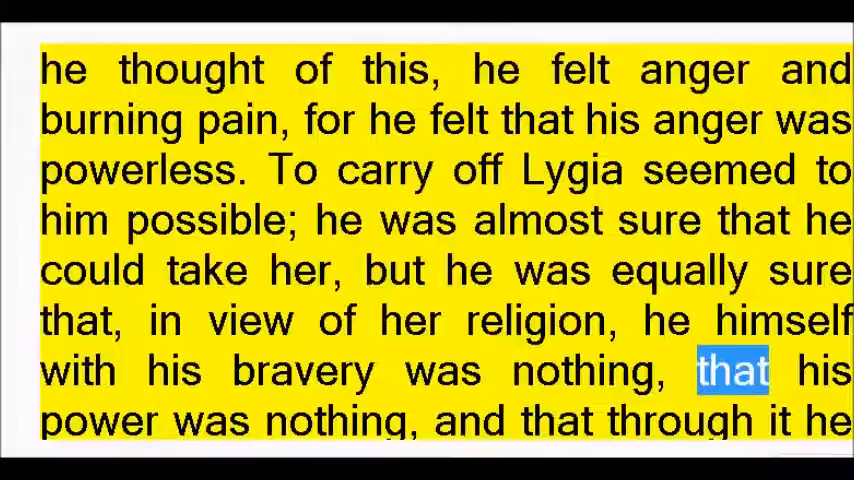 he thought of this, he felt anger and
burning pain, for he felt that his anger was
powerless. To carry off Lygia seemed to
him possible; he was almost sure that he
could take her, but he was equally sure
that, in view of her religion, he himself
with his bravery was nothing, that his
power was nothing, and that through it he